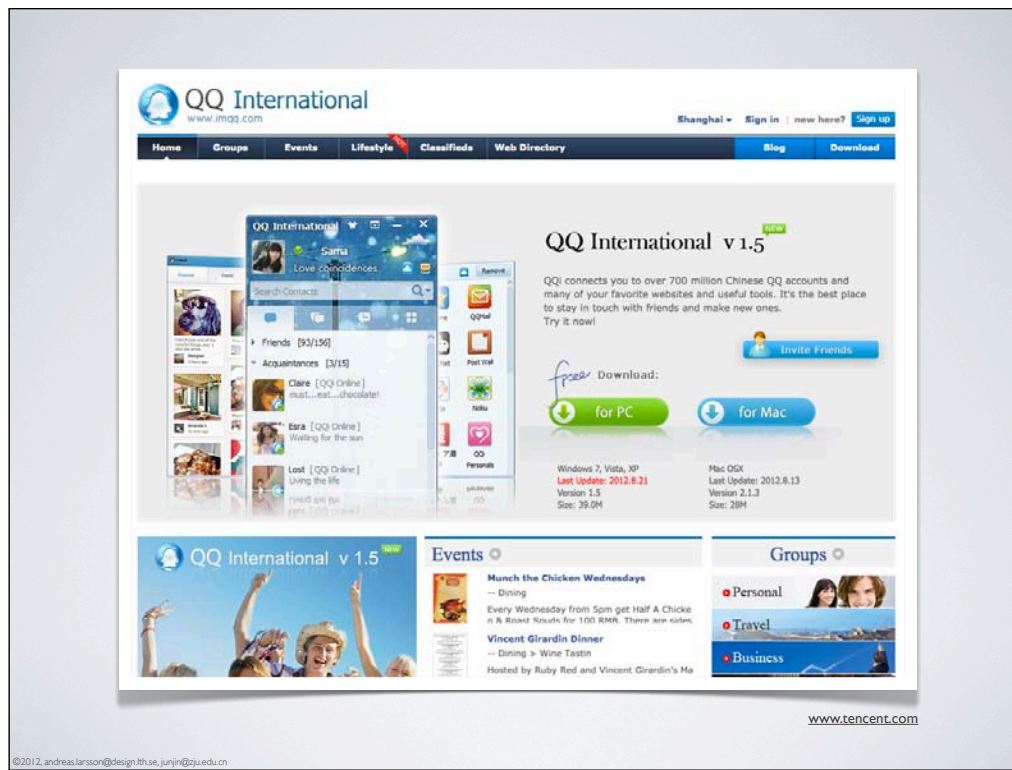 QQ International
www.imqq.com
Shanghai Sign in | new here? Sign up
Home Groups Events Lifestyle HOT Classifieds Web Directory Blog Download
QQ International
Sama
Love coincidences.
Search Contacts
Friends [93/156]
Acquaintances [3/15]
Claire [QQi Online]
must...eat...chocolate!
Esra [QQi Online]
Waiting for the sun
Lost [QQi Online]
Living the life
Remove
QQMail
Post Wall
QQ
Personals
QQ International v 1.5 NEW
QQi connects you to over 700 million Chinese QQ accounts and
many of your favorite websites and useful tools. It's the best place
to stay in touch with friends and make new ones.
Try it now!
Invite Friends
free Download:
for PC
for Mac
Windows 7, Vista, XP
Last Update: 2012.8.21
Version 1.5
Size: 39.0M
Mac OSX
Last Update: 2012.8.13
Version 2.1.3
Size: 28M
QQ International v 1.5 NEW
Events
Munch the Chicken Wednesdays
-- Dining
Every Wednesday from 5pm get Half A Chicke
n & Roast Spuds for 100 RMB. There are sides
Vincent Girardin Dinner
-- Dining > Wine Tastin
Hosted by Ruby Red and Vincent Girardin's Ma
Groups
Personal
Travel
Business
www.tencent.com
©2012, andreas.larsson@design.lth.se, junjin@zju.edu.cn